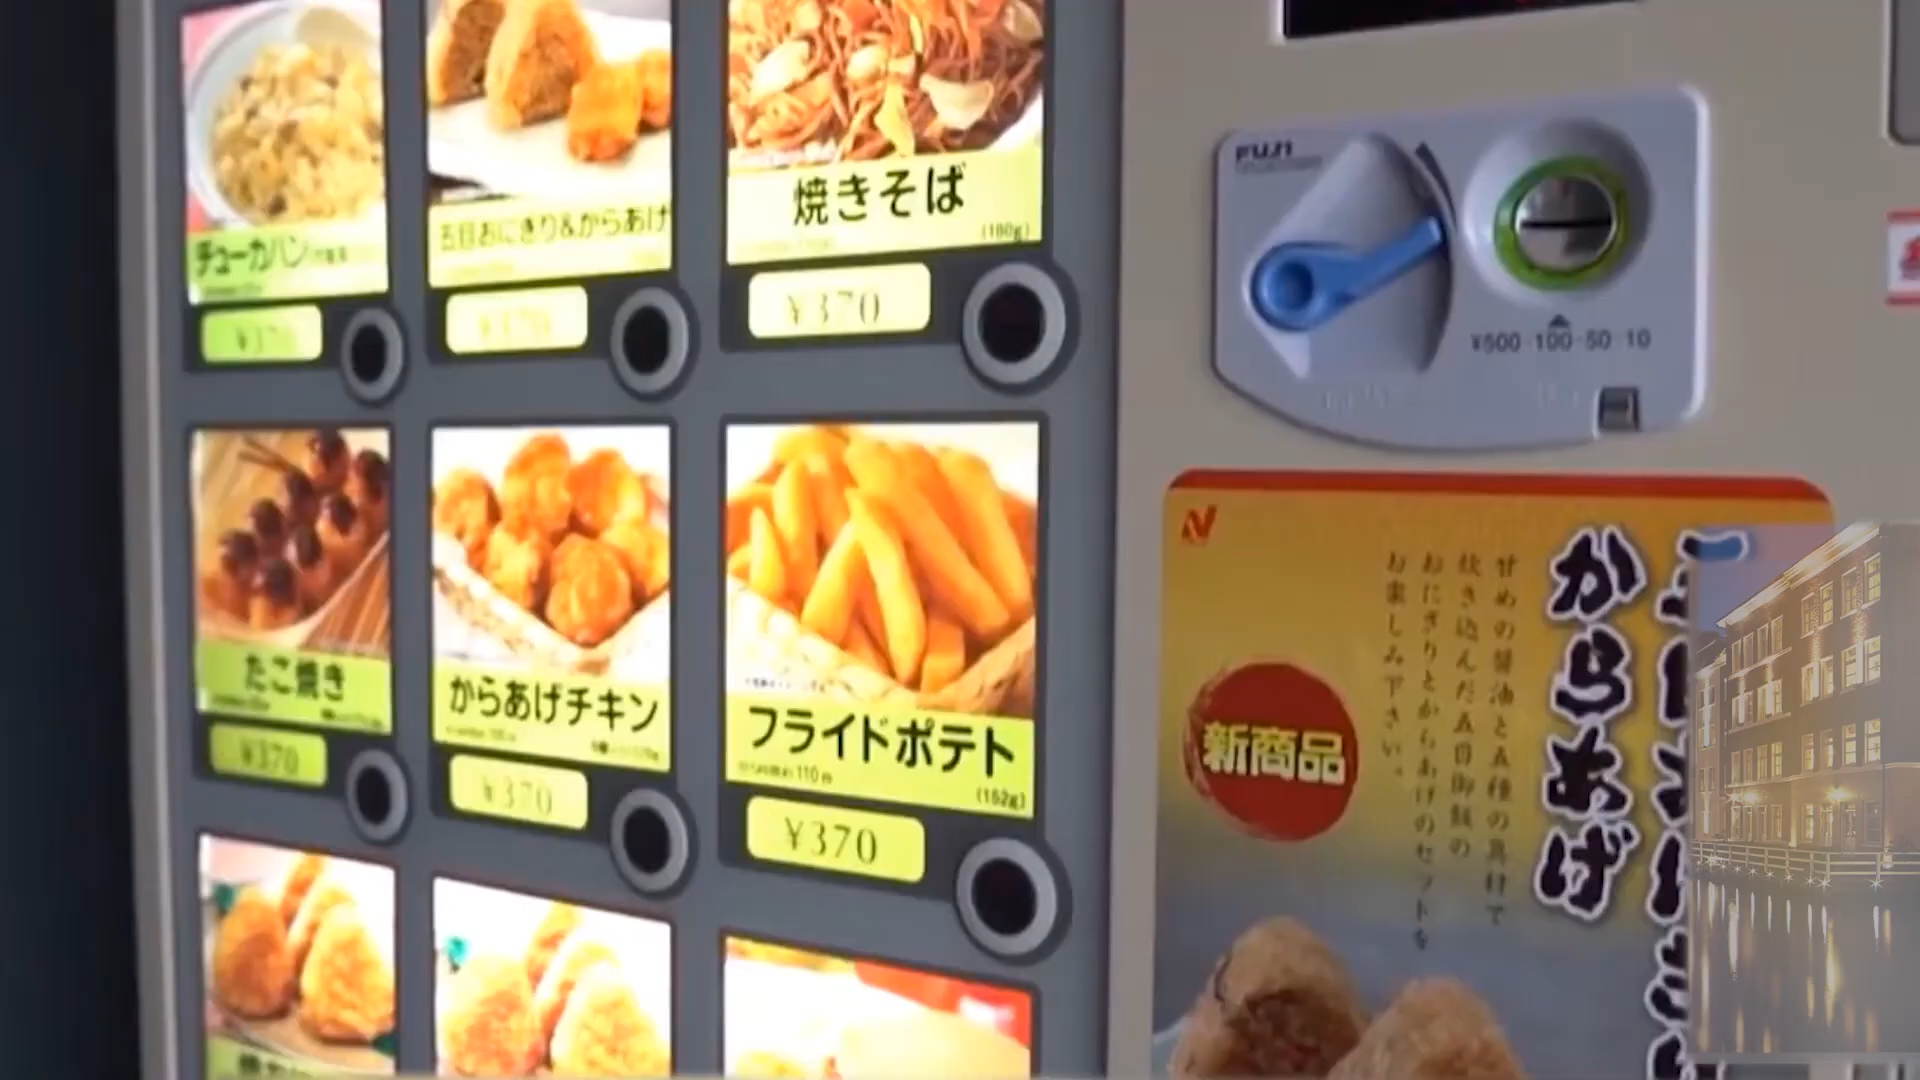 チューカハン
五目おにぎり&からあげ
焼きそば
(180g)
¥370
¥370
¥370
FUJI
¥500・100・50・10
たこ焼き
からあげチキン
フライドポテト
110
(152g)
¥370
¥370
¥370
からあげ
甘めの醤油と五種の具材で
炊き込んだ五目御飯の
おにぎりとからあげのセットを
お楽しみ下さい。
新商品